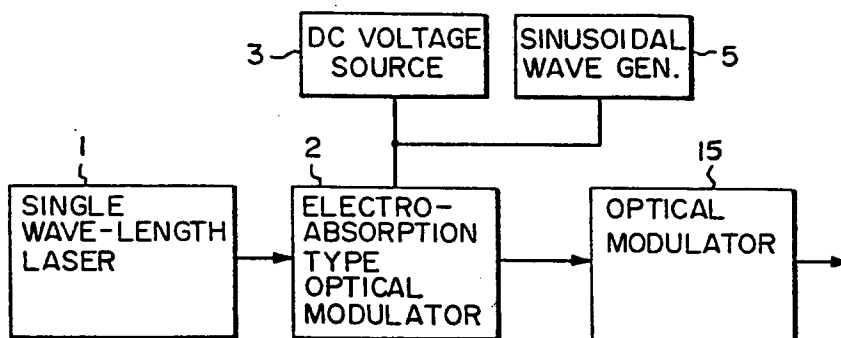 3
DC VOLTAGE
SOURCE
SINUSOIDAL
WAVE GEN.
5
1
SINGLE
WAVE-LENGTH
LASER
2
ELECTRO-
ABSORPTION
TYPE
OPTICAL
MODULATOR
15
OPTICAL
MODULATOR